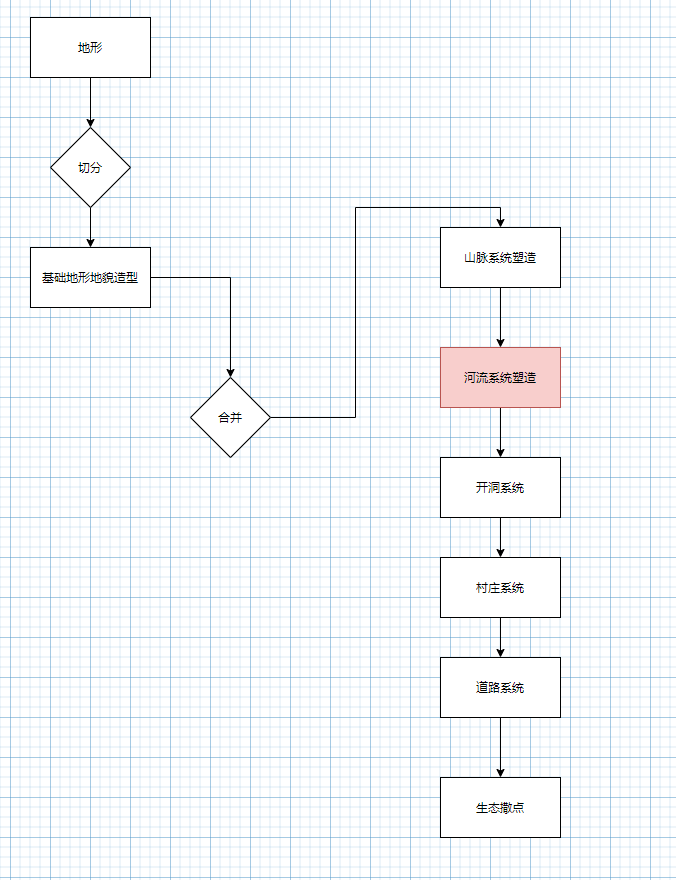 地形
切分
基础地形地貌造型
合并
山脉系统塑造
河流系统塑造
开洞系统
村庄系统
道路系统
生态撒点